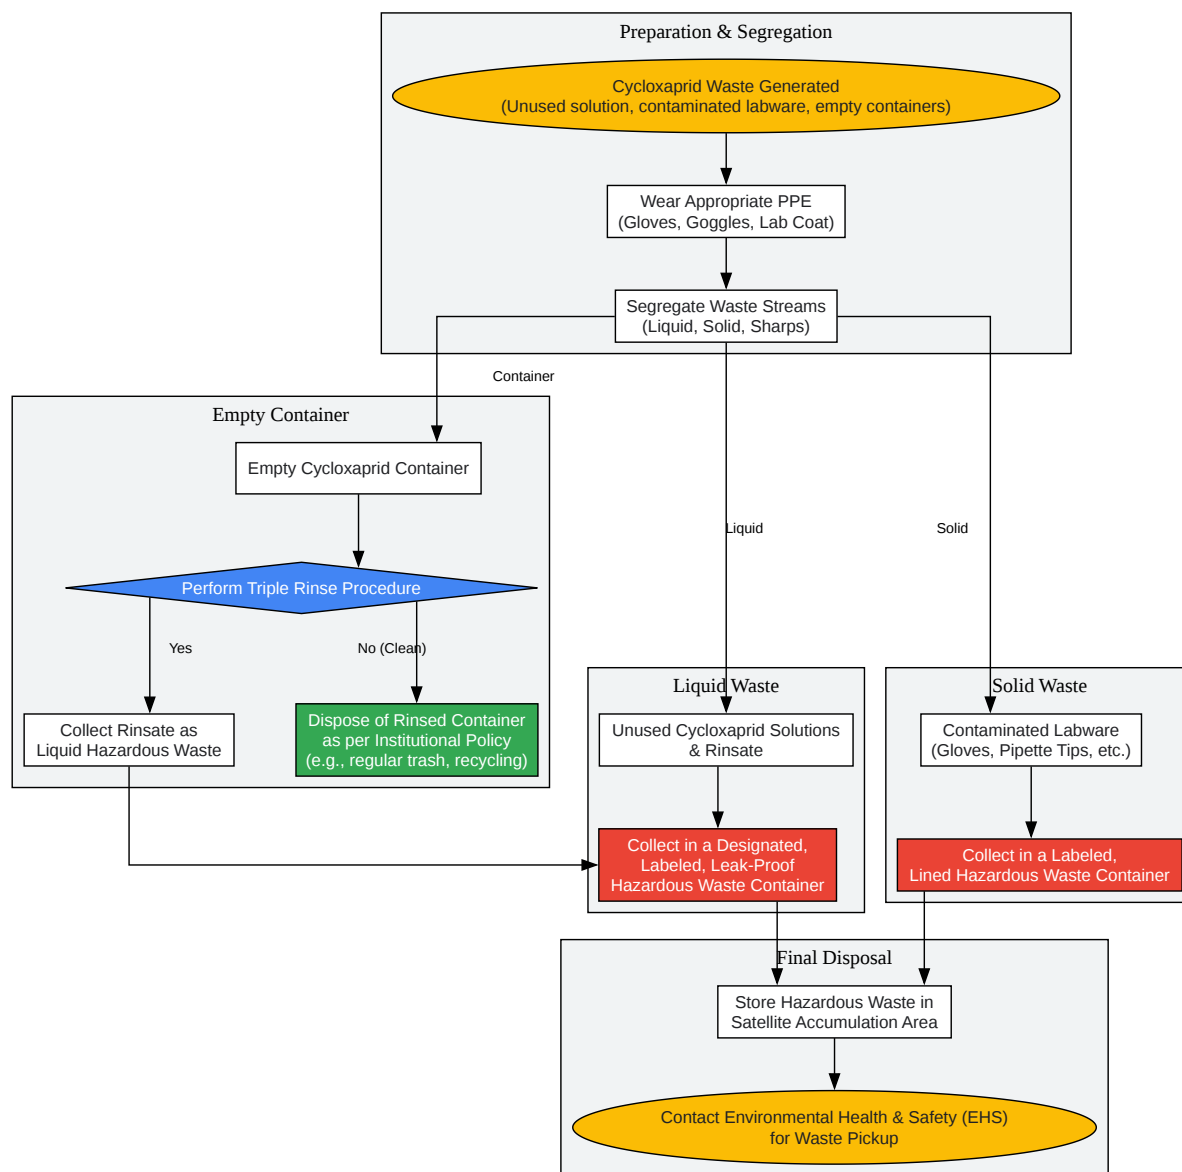 Preparation & Segregation
Cycloxaprid Waste Generated
(Unused solution, contaminated labware, empty containers)
Wear Appropriate PPE
(Gloves, Goggles, Lab Coat)
Segregate Waste Streams
(Liquid, Solid, Sharps)
Container
Liquid
Solid
Empty Container
Empty Cycloxaprid Container
Perform Triple Rinse Procedure
Yes
No (Clean)
Collect Rinsate as
Liquid Hazardous Waste
Dispose of Rinsed Container
as per Institutional Policy
(e.g., regular trash, recycling)
Liquid Waste
Unused Cycloxaprid Solutions
& Rinsate
Collect in a Designated,
Labeled, Leak-Proof
Hazardous Waste Container
Solid Waste
Contaminated Labware
(Gloves, Pipette Tips, etc.)
Collect in a Labeled,
Lined Hazardous Waste Container
Final Disposal
Store Hazardous Waste in
Satellite Accumulation Area
Contact Environmental Health & Safety (EHS)
for Waste Pickup